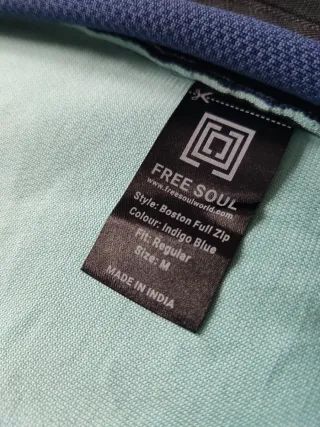 FREE SOUL
www.freesoulworld.com
Style: Boston Full Zip
Colour: Indigo Blue
Fit: Regular
Size: M
MADE IN INDIA